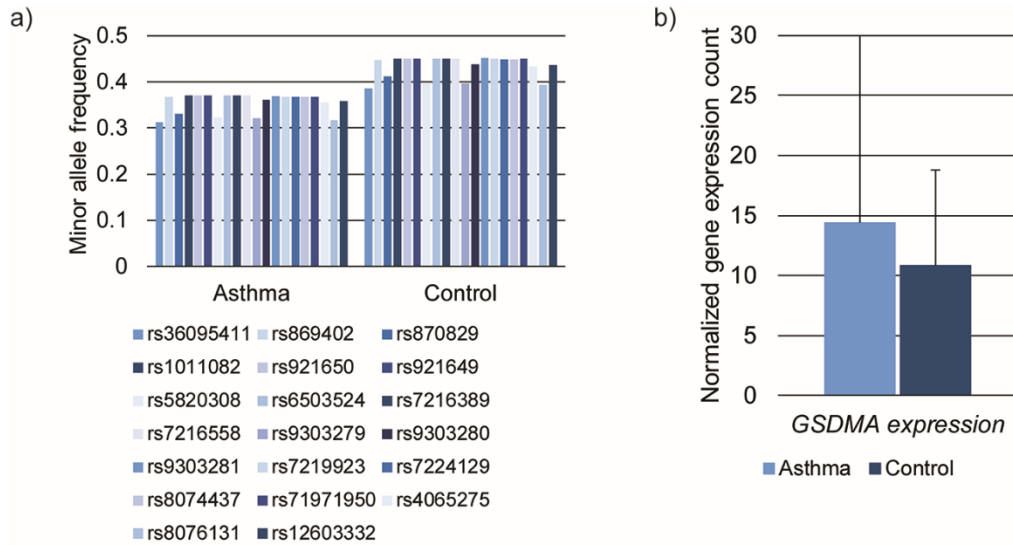 a)
Minor allele frequency
0.5
0.4
0.3
0.2
0.1
0
Asthma Control
rs36095411 rs869402 rs870829
rs1011082 rs921650 rs921649
rs5820308 rs6503524 rs7216389
rs7216558 rs9303279 rs9303280
rs9303281 rs7219923 rs7224129
rs8074437 rs71971950 rs4065275
rs8076131 rs12603332
b)
Normalized gene expression count
30
25
20
15
10
5
0
GSDMA expression
Asthma Control